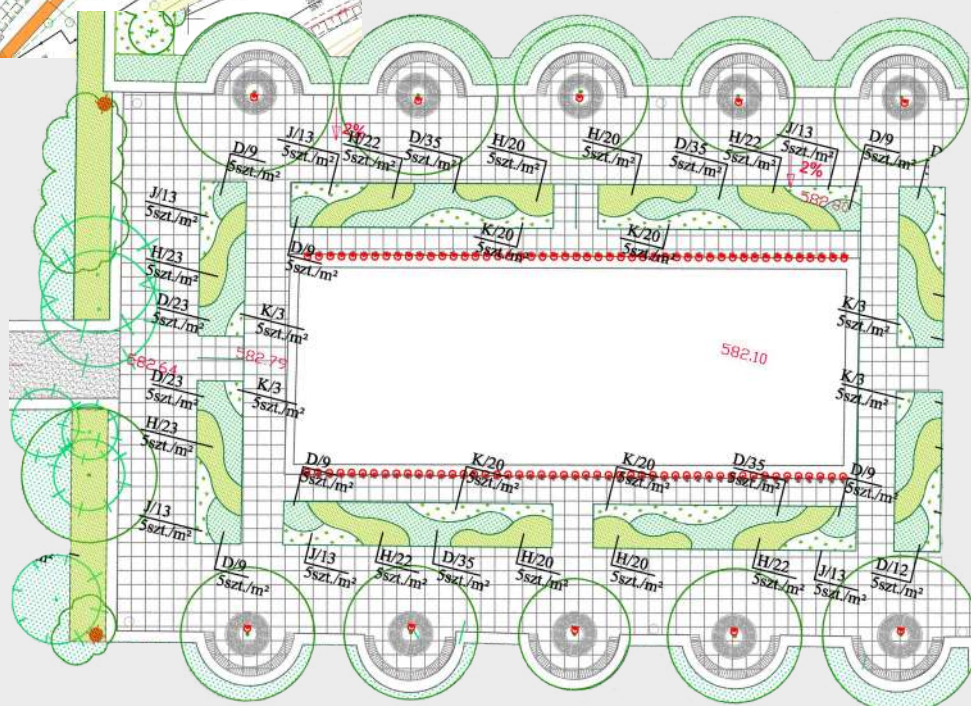 J/13
5szt./m²
2%
H/22
5szt./m²
D/35
5szt./m²
H/20
5szt./m²
H/20
5szt./m²
D/35
5szt./m²
H/22
5szt./m²
J/13
5szt./m²
2%
D/9
5szt./m²
D/9
5szt./m²
D
582.80
J/13
5szt./m²
K/20
5szt./m²
K/20
5szt./m²
D/9
5szt./m²
H/23
5szt./m²
D/23
5szt./m²
K/3
5szt./m²
K/3
5szt./m²
582.64
582.79
582.10
D/23
5szt./m²
K/3
5szt./m²
K/3
5szt./m²
H/23
5szt./m²
D/9
5szt./m²
K/20
5szt./m²
K/20
5szt./m²
D/35
5szt./m²
D/9
5szt./m²
J/13
5szt./m²
D/9
5szt./m²
J/13
5szt./m²
H/22
5szt./m²
D/35
5szt./m²
H/20
5szt./m²
H/20
5szt./m²
H/22
5szt./m²
J/13
5szt./m²
D/12
5szt./m²